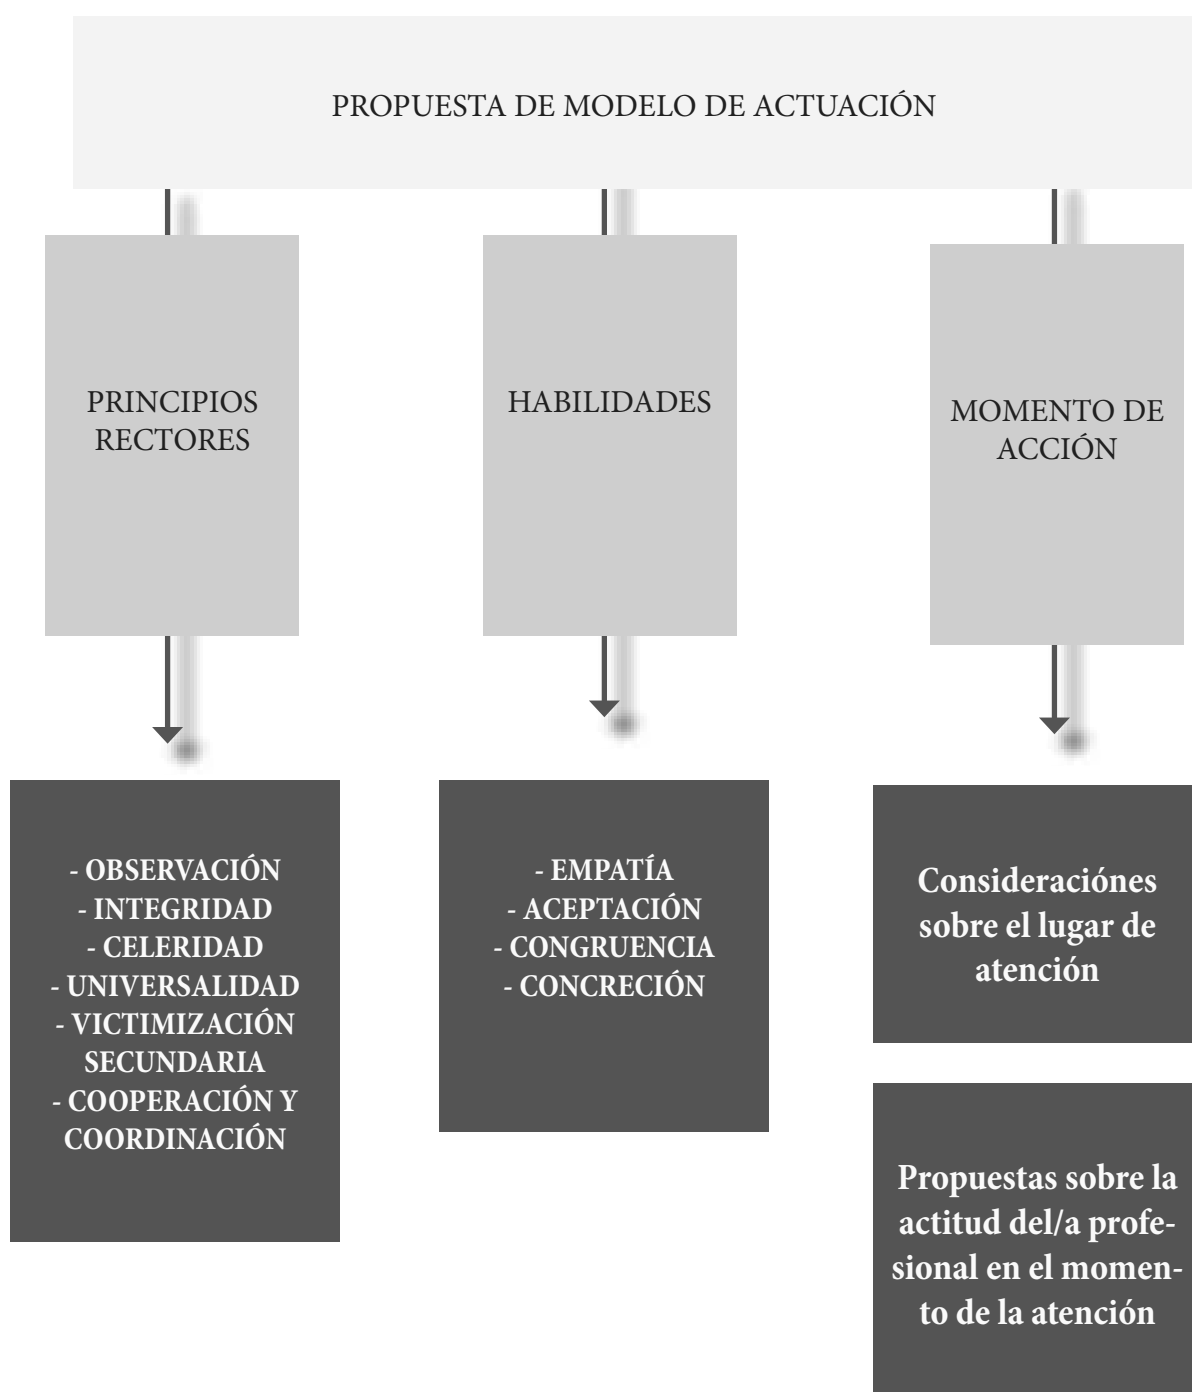 PROPUESTA DE MODELO DE ACTUACIÓN
PRINCIPIOS
RECTORES
HABILIDADES
MOMENTO DE
ACCIÓN
- OBSERVACIÓN
- INTEGRIDAD
- CELERIDAD
- UNIVERSALIDAD
- VICTIMIZACIÓN
SECUNDARIA
- COOPERACIÓN Y
COORDINACIÓN
- EMPATÍA
- ACEPTACIÓN
- CONGRUENCIA
- CONCRECIÓN
Consideraciónes
sobre el lugar de
atención
Propuestas sobre la
actitud del/a profe-
sional en el momen-
to de la atención